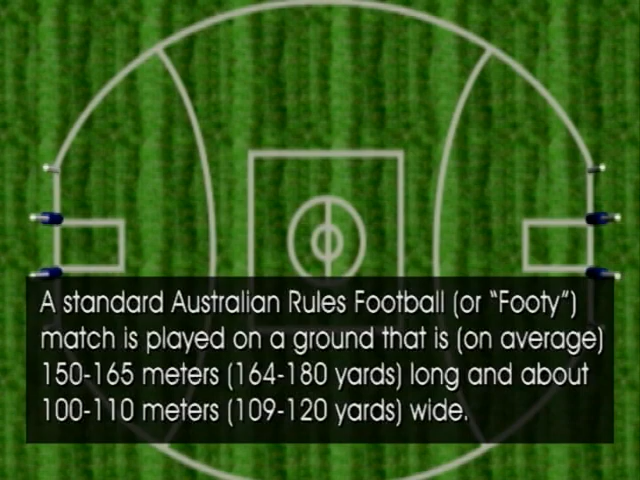 A standard Australian Rules Football (or "Footy")
match is played on a ground that is (on average)
150-165 meters (164-180 yards) long and about
100-110 meters (109-120 yards) wide.